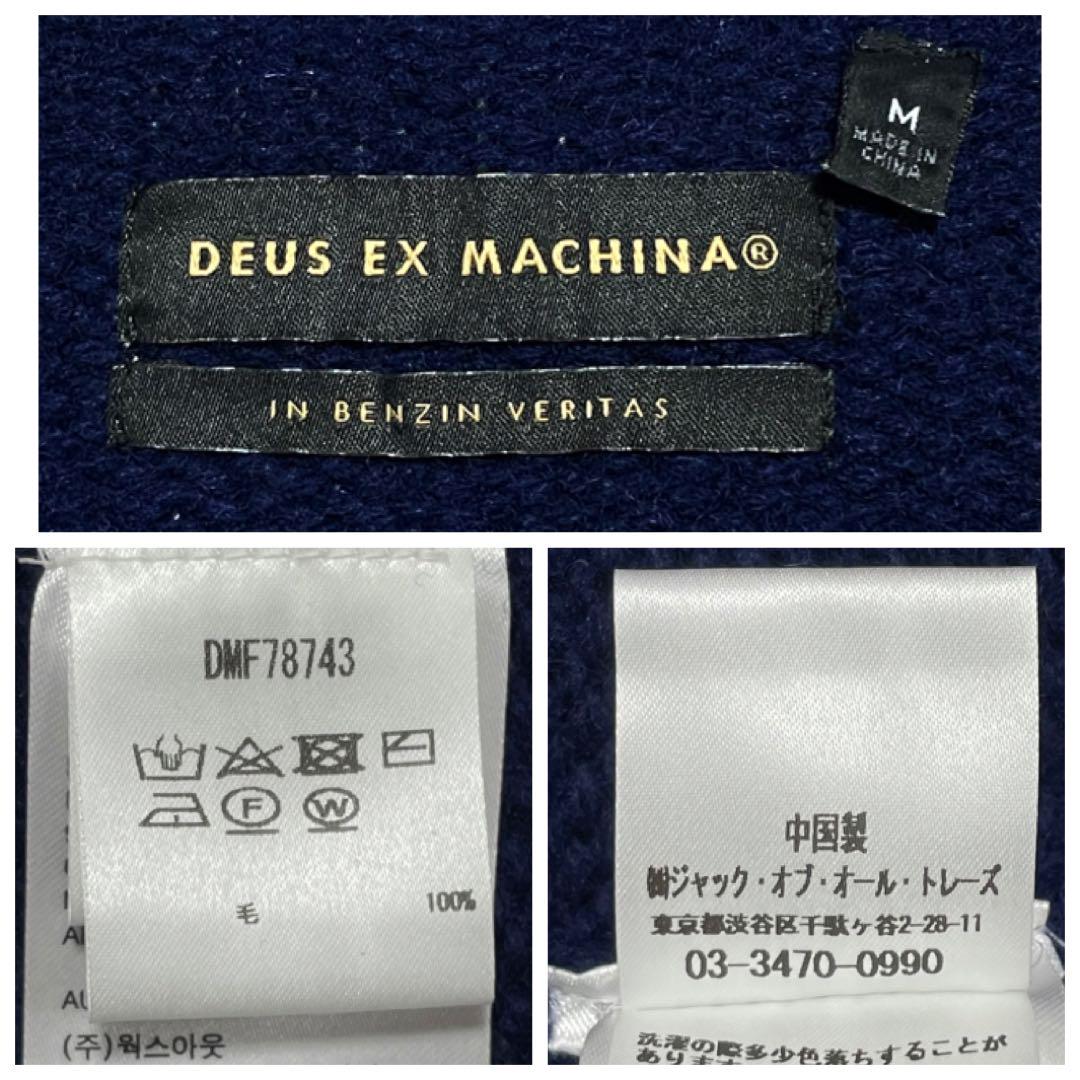 DEUS EX MACHINA®
IN BENZIN VERITAS
M
MADE IN
CHINA
DMF78743
F
W
毛 100%
AU
(주)웍스아웃
中国製
㈱ジャック・オブ・オール・トレーズ
東京都渋谷区千駄ヶ谷2-28-11
03-3470-0990
洗濯の際多少色落ちすることが
あります